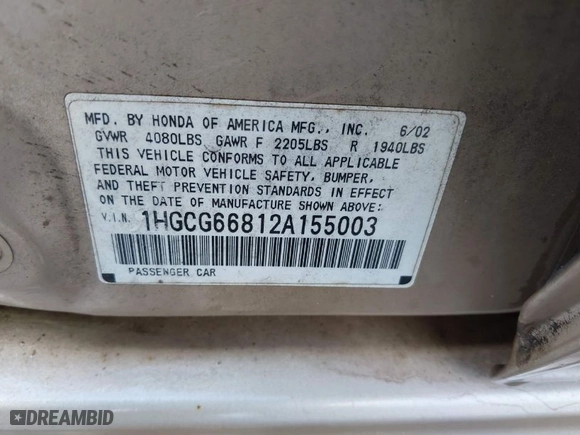 MFD. BY HONDA OF AMERICA MFG., INC. 6/02
GVWR 4080LBS GAWR F 2205LBS R 1940LBS
THIS VEHICLE CONFORMS TO ALL APPLICABLE
FEDERAL MOTOR VEHICLE SAFETY, BUMPER,
AND THEFT PREVENTION STANDARDS IN EFFECT
ON THE DATE OF MANUFACTURE SHOWN ABOVE:
V.I.N. 1HGCG66812A155003
PASSENGER CAR
DREAMBID